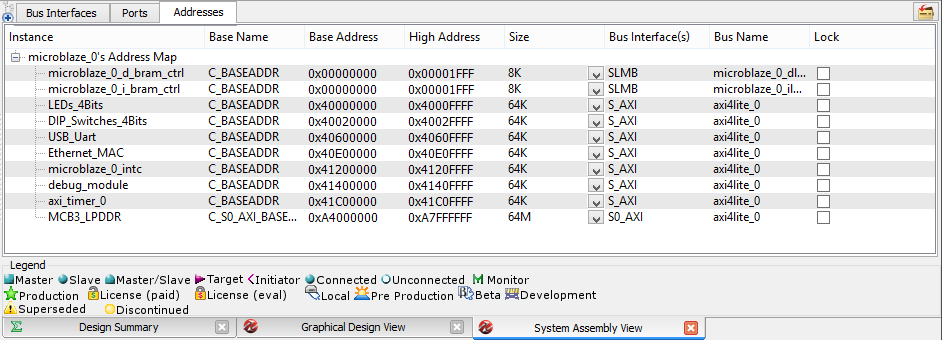 Bus Interfaces Ports Addresses
Instance Base Name Base Address High Address Size Bus Interface(s) Bus Name Lock
microblaze_0's Address Map
microblaze_0_d_bram_ctrl C_BASEADDR 0x00000000 0x00001FFF 8K SLMB microblaze_0_dl...
microblaze_0_i_bram_ctrl C_BASEADDR 0x00000000 0x00001FFF 8K SLMB microblaze_0_il...
LEDs_4Bits C_BASEADDR 0x40000000 0x4000FFFF 64K S_AXI axi4lite_0
DIP_Switches_4Bits C_BASEADDR 0x40020000 0x4002FFFF 64K S_AXI axi4lite_0
USB_Uart C_BASEADDR 0x40600000 0x4060FFFF 64K S_AXI axi4lite_0
Ethernet_MAC C_BASEADDR 0x40E00000 0x40E0FFFF 64K S_AXI axi4lite_0
microblaze_0_intc C_BASEADDR 0x41200000 0x4120FFFF 64K S_AXI axi4lite_0
debug_module C_BASEADDR 0x41400000 0x4140FFFF 64K S_AXI axi4lite_0
axi_timer_0 C_BASEADDR 0x41C00000 0x41C0FFFF 64K S_AXI axi4lite_0
MCB3_LPDDR C_S0_AXI_BASE... 0xA4000000 0xA7FFFFFF 64M S0_AXI axi4lite_0
Legend
Master Slave Master/Slave Target Initiator Connected Unconnected Monitor
Production License (paid) License (eval) Local Pre Production Beta Development
Superseded Discontinued
Design Summary Graphical Design View System Assembly View